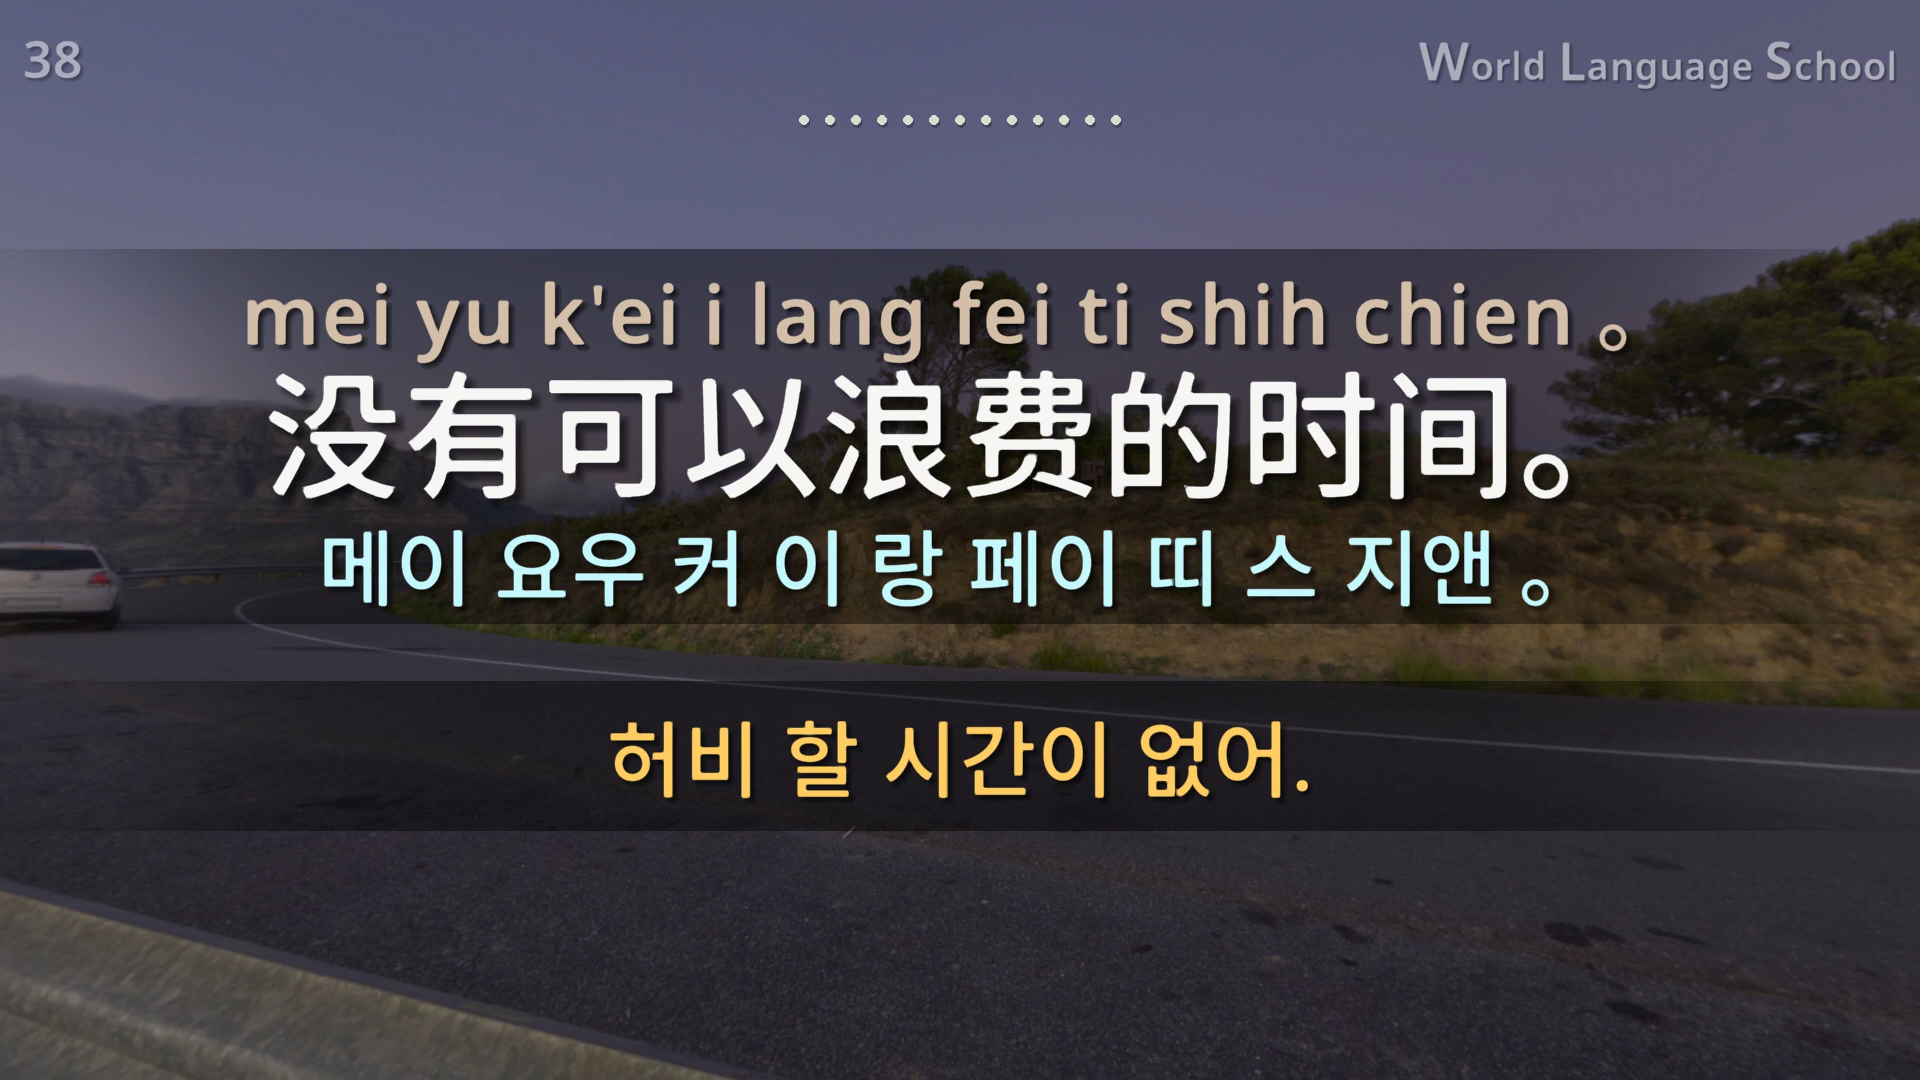 38
World Language School
mei yu k'ei i lang fei ti shih chien 。
没有可以浪费的时间。
메이 요우 커 이 랑 페이 띠 스 지앤 。
허비 할 시간이 없어.